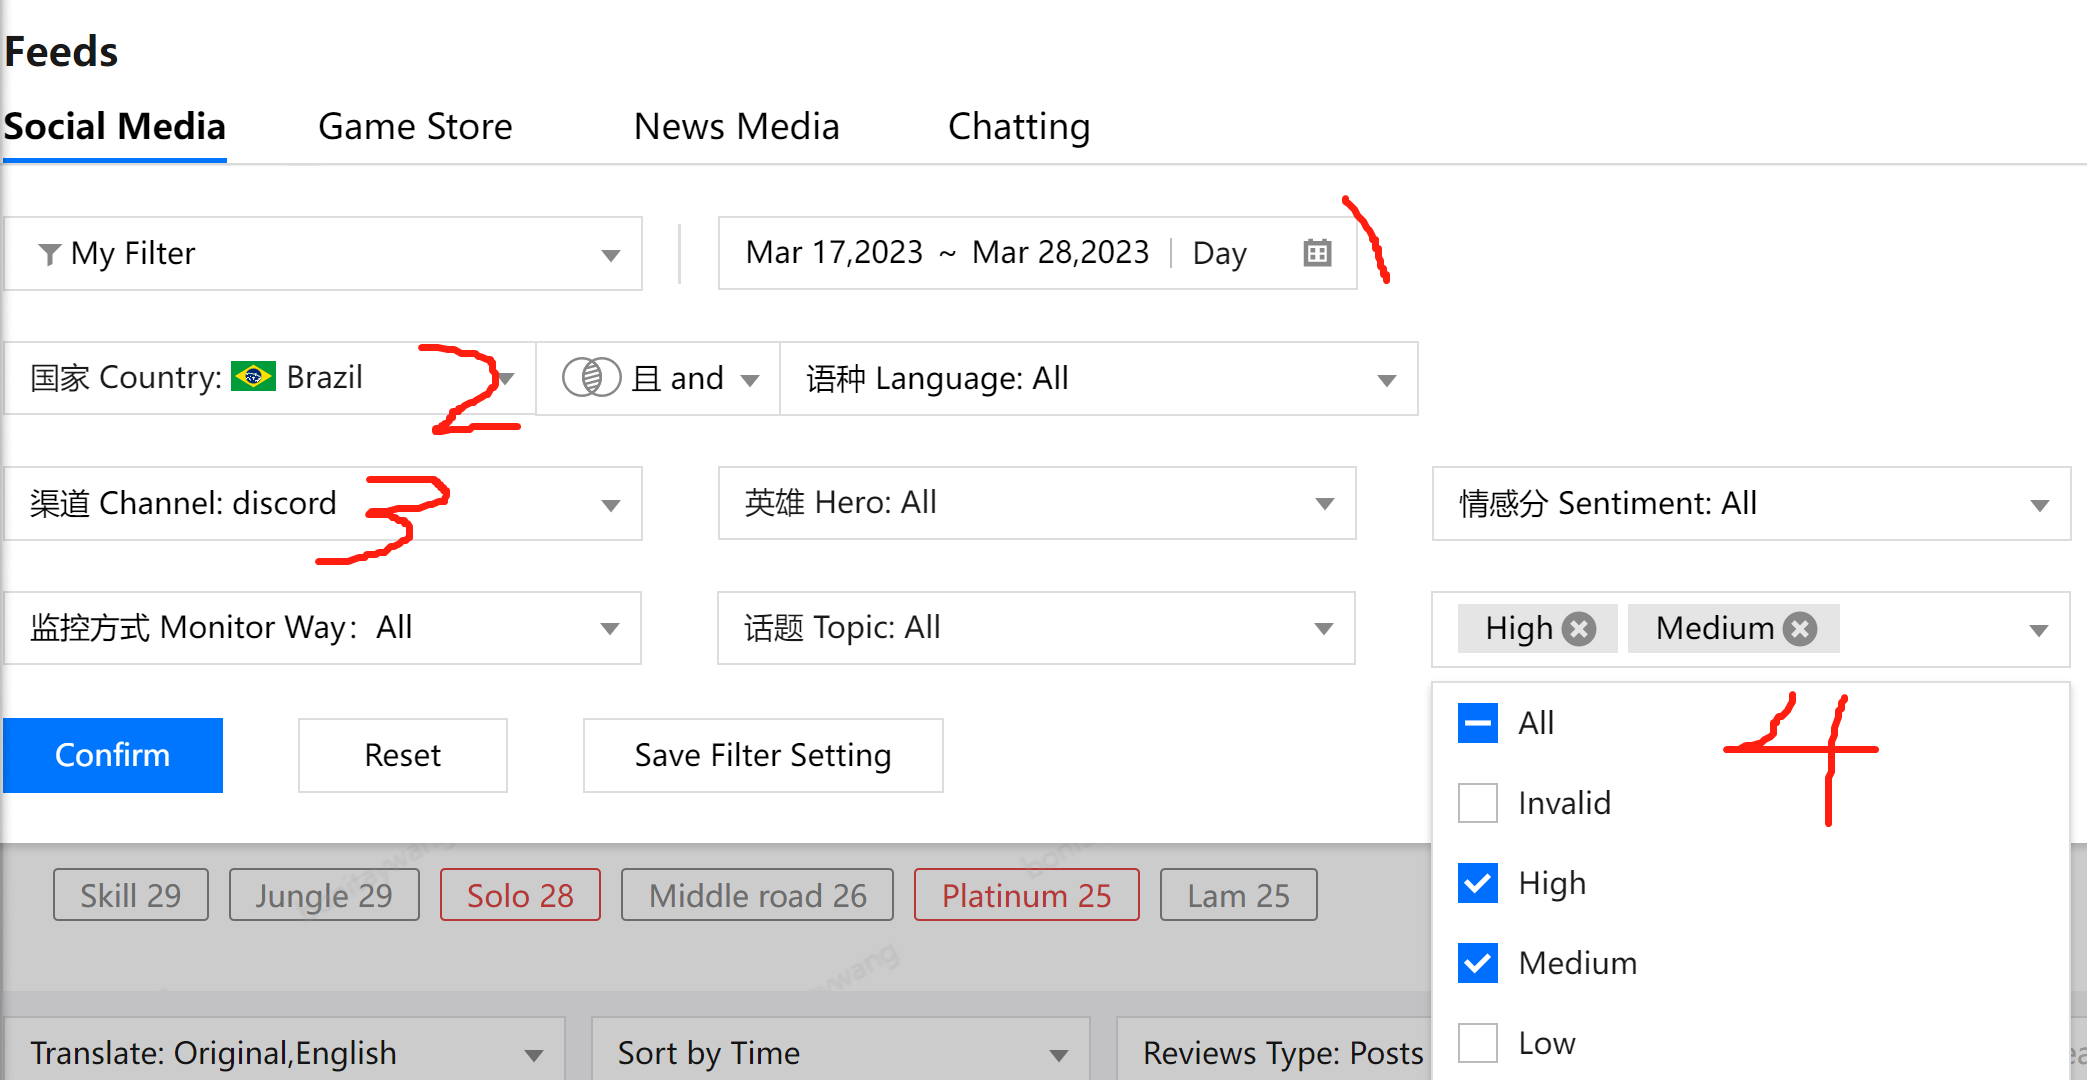 Feeds
Social Media Game Store News Media Chatting
My Filter Mar 17,2023 ~ Mar 28,2023 Day 1
国家 Country: Brazil 2 且 and 语种 Language: All
渠道 Channel: discord 3 英雄 Hero: All 情感分 Sentiment: All
监控方式 Monitor Way: All 话题 Topic: All High Medium
Confirm Reset Save Filter Setting
All 4
Invalid
High
Medium
Low
Skill 29 Jungle 29 Solo 28 Middle road 26 Platinum 25 Lam 25
Translate: Original,English Sort by Time Reviews Type: Posts